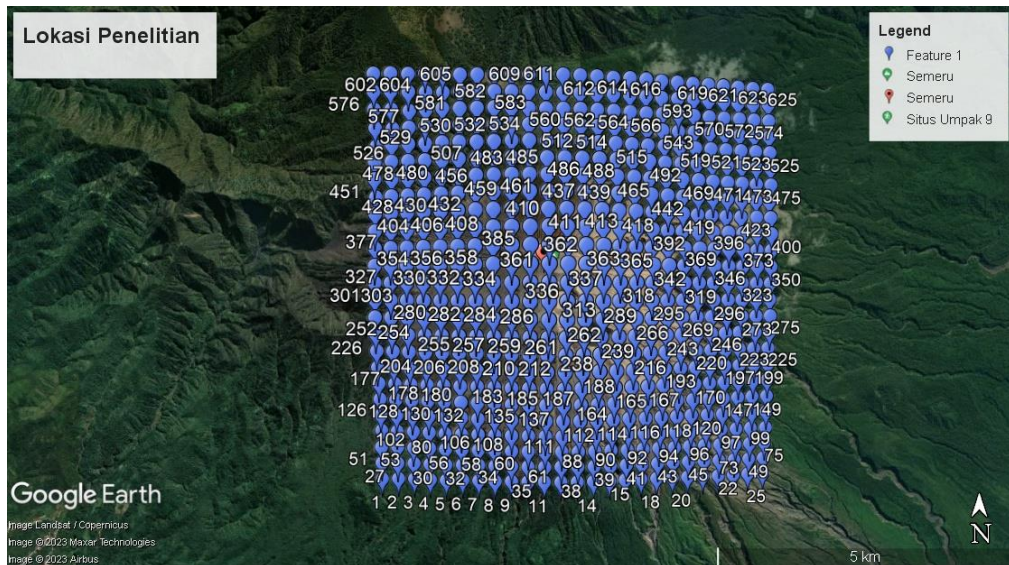 Lokasi Penelitian
Legend
Feature 1
Semeru
Semeru
Situs Umpak 9
602 604 605 582 609 611 612 614 616 619 621 623 625
576 577 581 583 593
529 530 532 534 560 562 564 566 543 570 572 574
526 507 483 485 512 514 515 519 521 523 525
478 480 456 459 461 486 488 492
451 428 430 432 410 437 439 465 442 469 471 473 475
404 406 408 385 411 413 418 419 423
377 354 356 358 361 362 363 365 392 369 396 373 400
327 330 332 334 336 337 342 346 350
301 303 280 282 284 286 313 289 318 295 319 296 323
252 254 255 257 259 261 262 239 266 243 269 246 273 275
226 204 206 208 210 212 238 188 216 193 220 223 225
177 178 180 183 185 187 165 167 170 197 199
126 128 130 132 135 137 164 147 149
102 80 106 108 111 112 114 116 118 120 97 99
51 53 56 58 60 88 90 92 94 96 73 75
27 30 32 34 35 61 38 39 41 43 45 22 49
1 2 3 4 5 6 7 8 9 11 14 15 18 20 25
Google Earth
Image Landsat / Copernicus
Image © 2023 Maxar Technologies
Image © 2023 Airbus
5 km
N